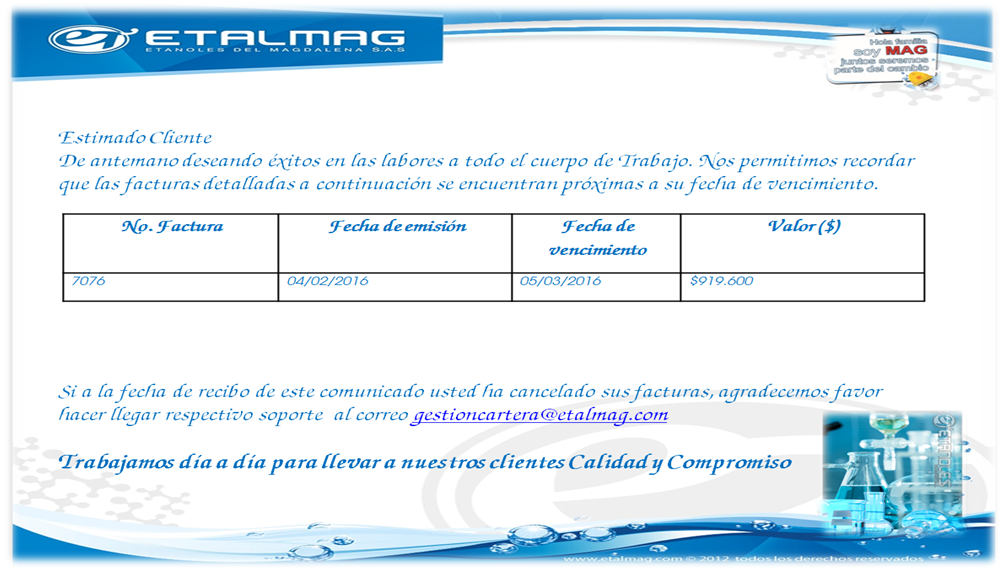 ETALMAG
ETANOLES DEL MAGDALENA S.A.S
Hola familia
soy MAG
juntos seremos
parte del cambio
Estimado Cliente
De antemano deseando éxitos en las labores a todo el cuerpo de Trabajo. Nos permitimos recordar
que las facturas detalladas a continuación se encuentran próximas a su fecha de vencimiento.
No. Factura Fecha de emisión Fecha de vencimiento Valor ($)
7076 04/02/2016 05/03/2016 $919.600
Si a la fecha de recibo de este comunicado usted ha cancelado sus facturas, agradecemos favor
hacer llegar respectivo soporte al correo gestioncartera@etalmag.com
Trabajamos día a día para llevar a nuestros clientes Calidad y Compromiso
www.etalmag.com © 2012 todos los derechos reservados